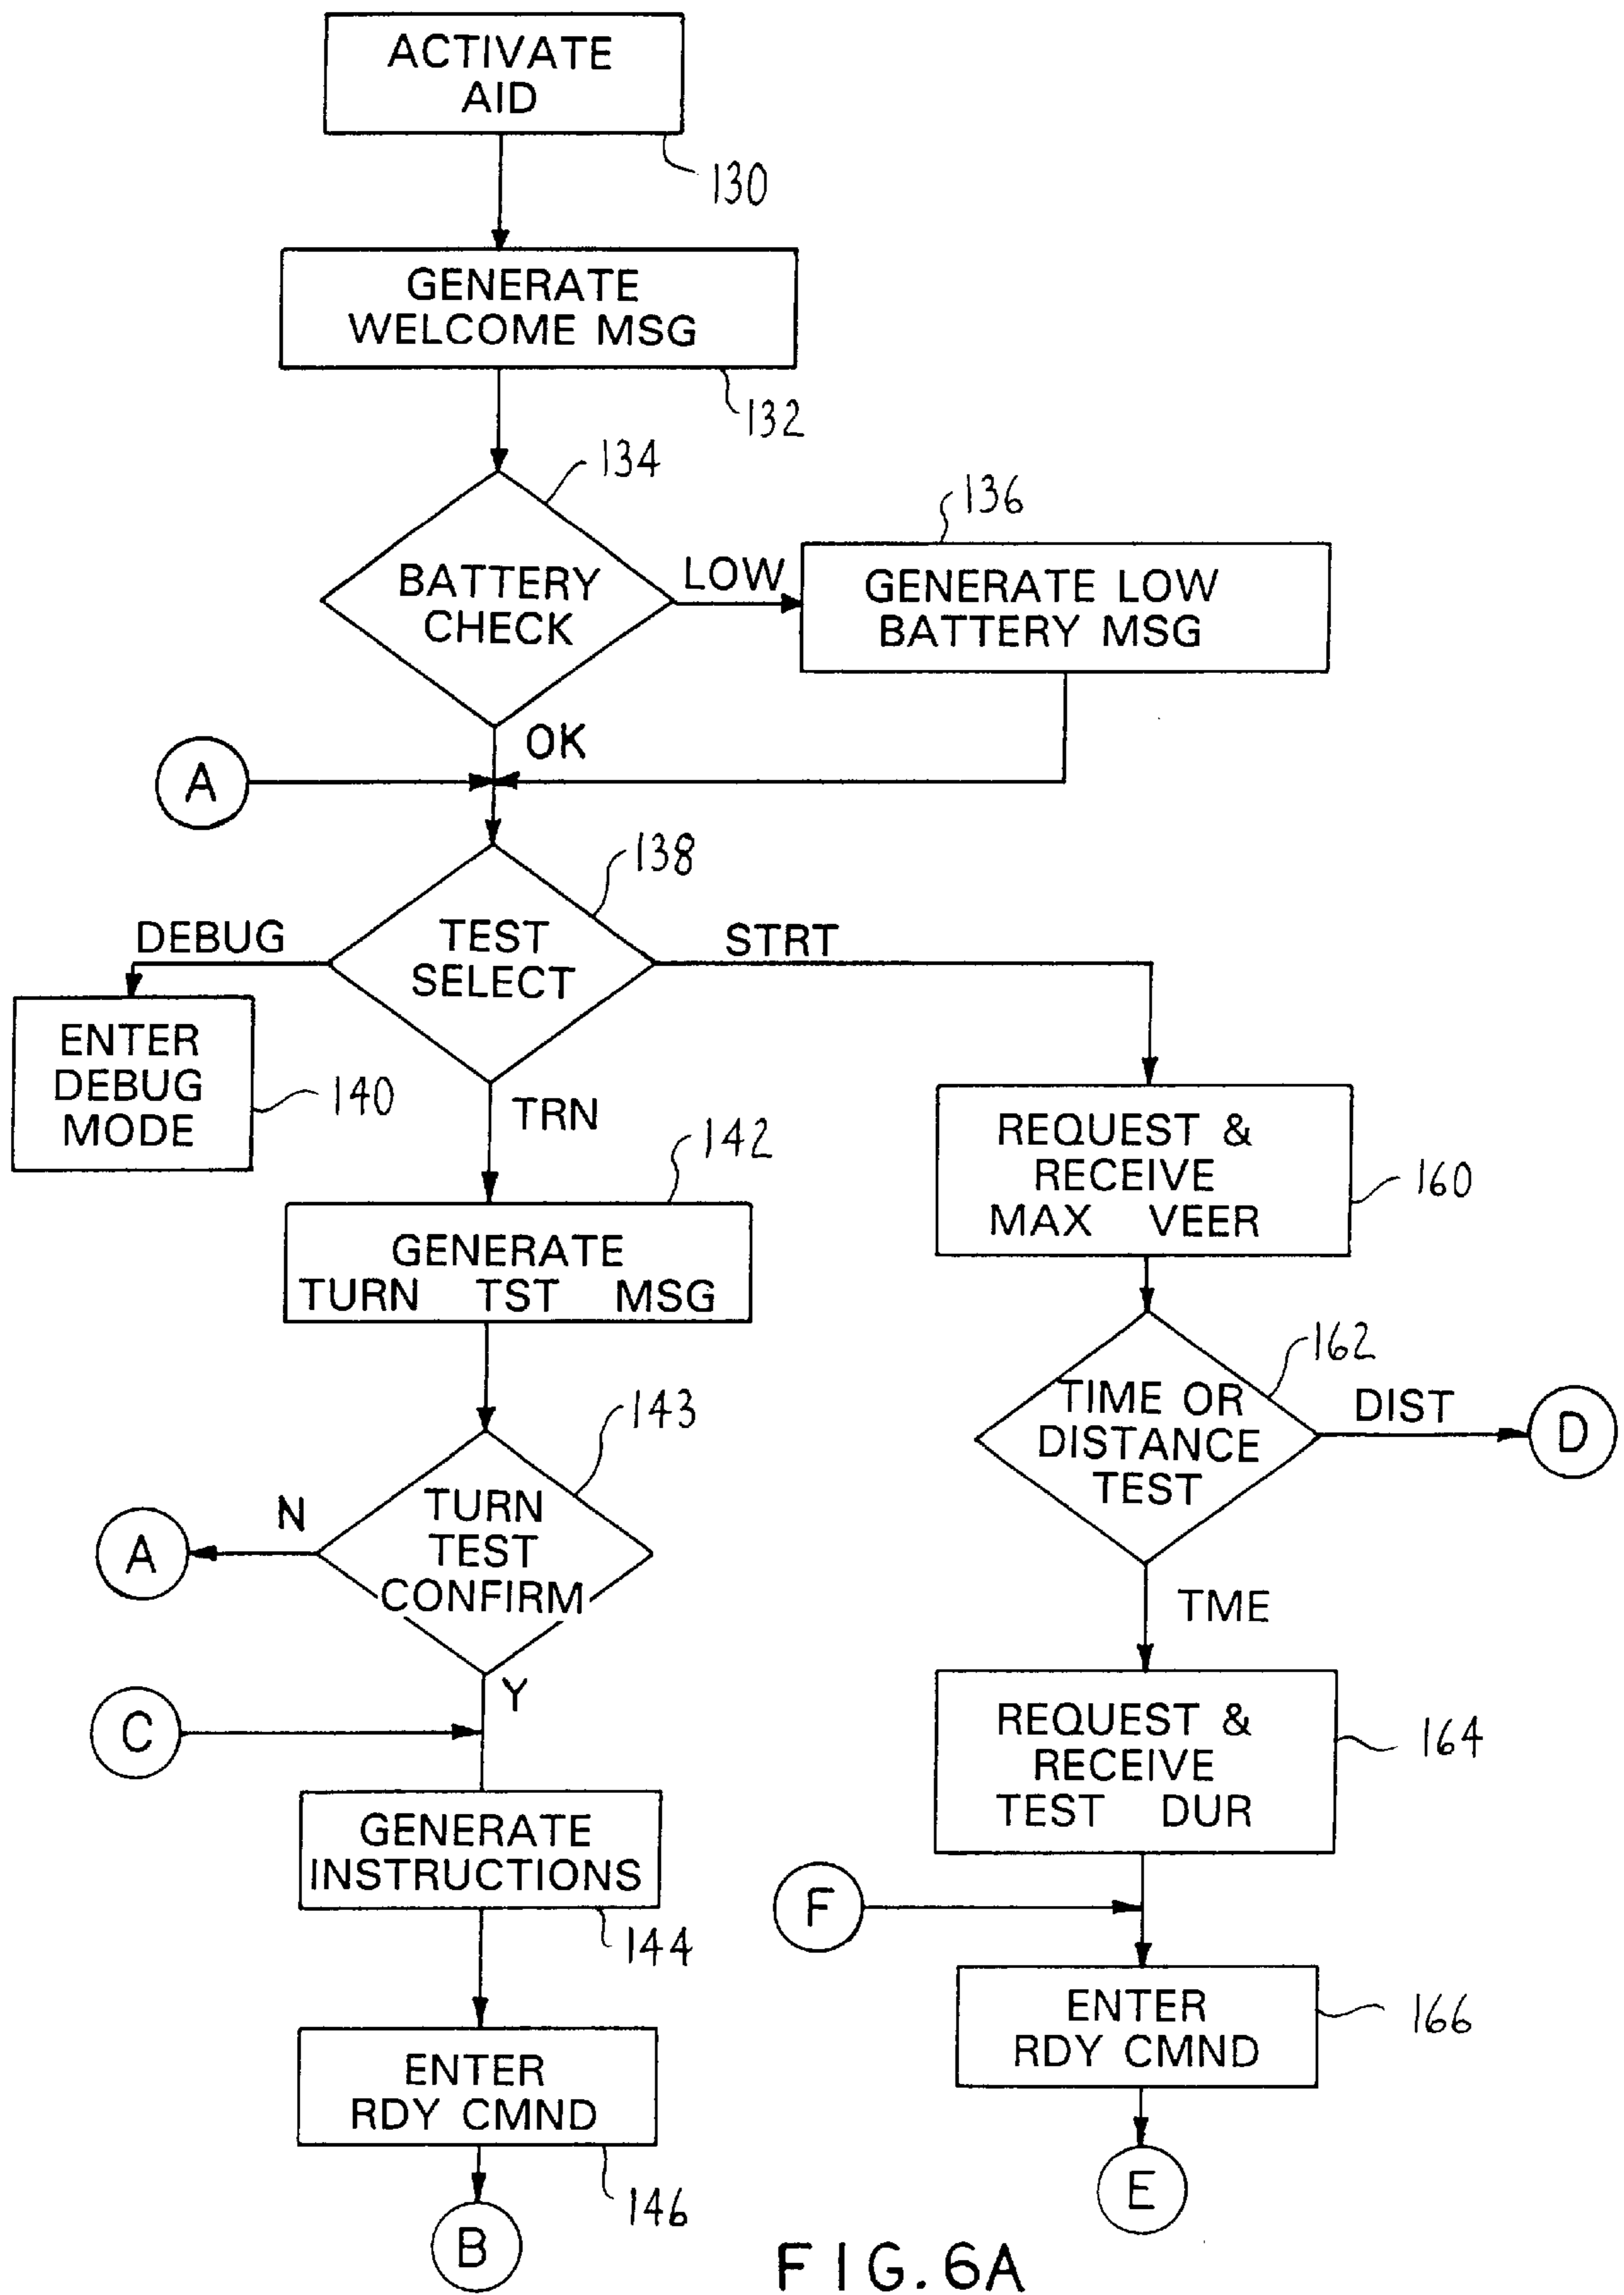 ACTIVATE
AID
130
GENERATE
WELCOME MSG
132
134
BATTERY
CHECK
LOW
136
GENERATE LOW
BATTERY MSG
OK
A
138
TEST
SELECT
DEBUG
STRT
ENTER
DEBUG
MODE
140
TRN
142
GENERATE
TURN TST MSG
143
TURN
TEST
CONFIRM
N
A
Y
C
GENERATE
INSTRUCTIONS
144
ENTER
RDY CMND
146
B
REQUEST &
RECEIVE
MAX VEER
160
162
TIME OR
DISTANCE
TEST
DIST
D
TME
REQUEST &
RECEIVE
TEST DUR
164
F
ENTER
RDY CMND
166
E
FIG.6A